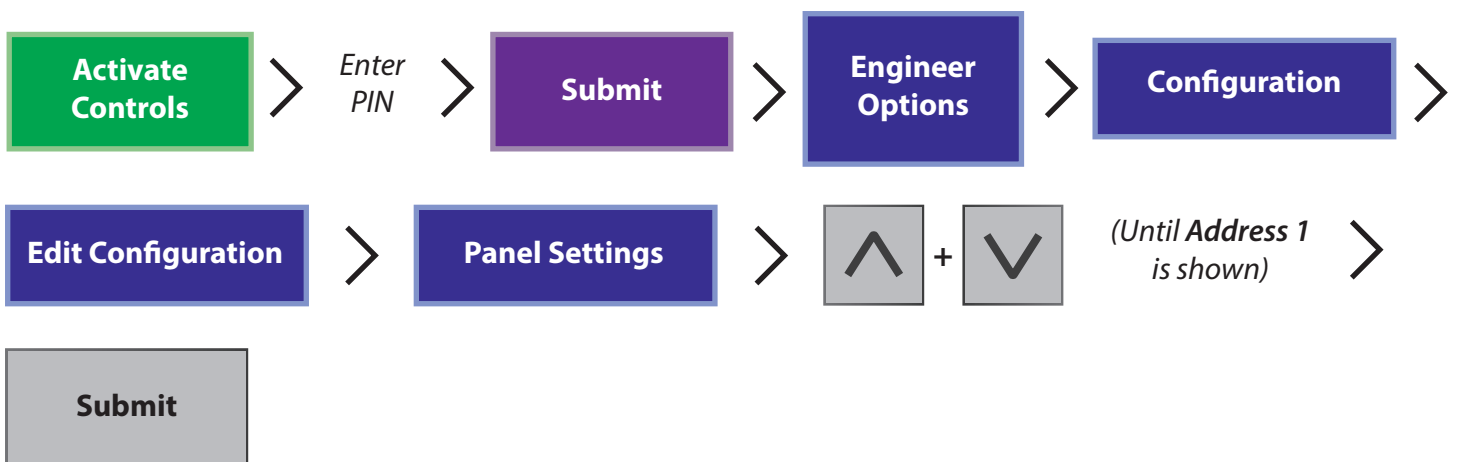 Activate
Controls
Enter
PIN
Submit
Engineer
Options
Configuration
Edit Configuration
Panel Settings
+
(Until Address 1
is shown)
Submit